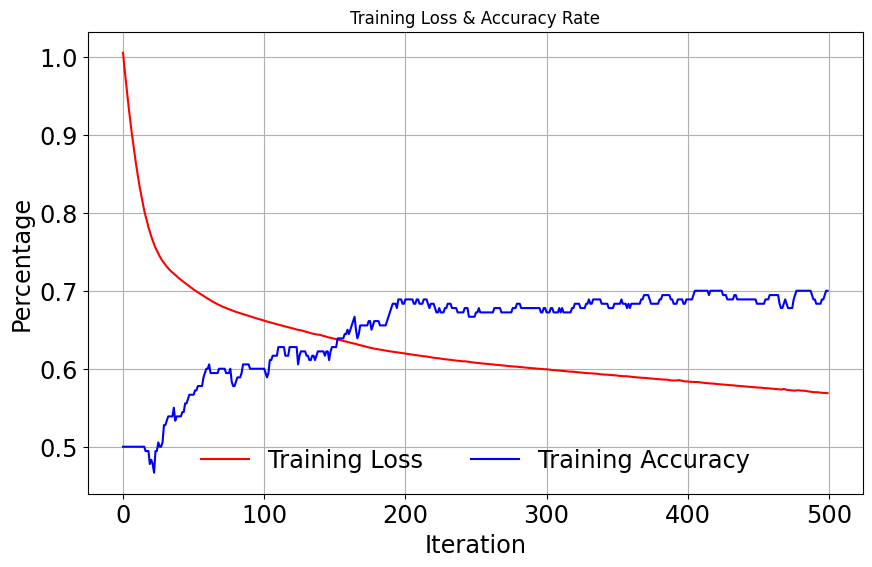 Training Loss & Accuracy Rate
Percentage
1.0
0.9
0.8
0.7
0.6
0.5
Training Loss Training Accuracy
0 100 200 300 400 500
Iteration